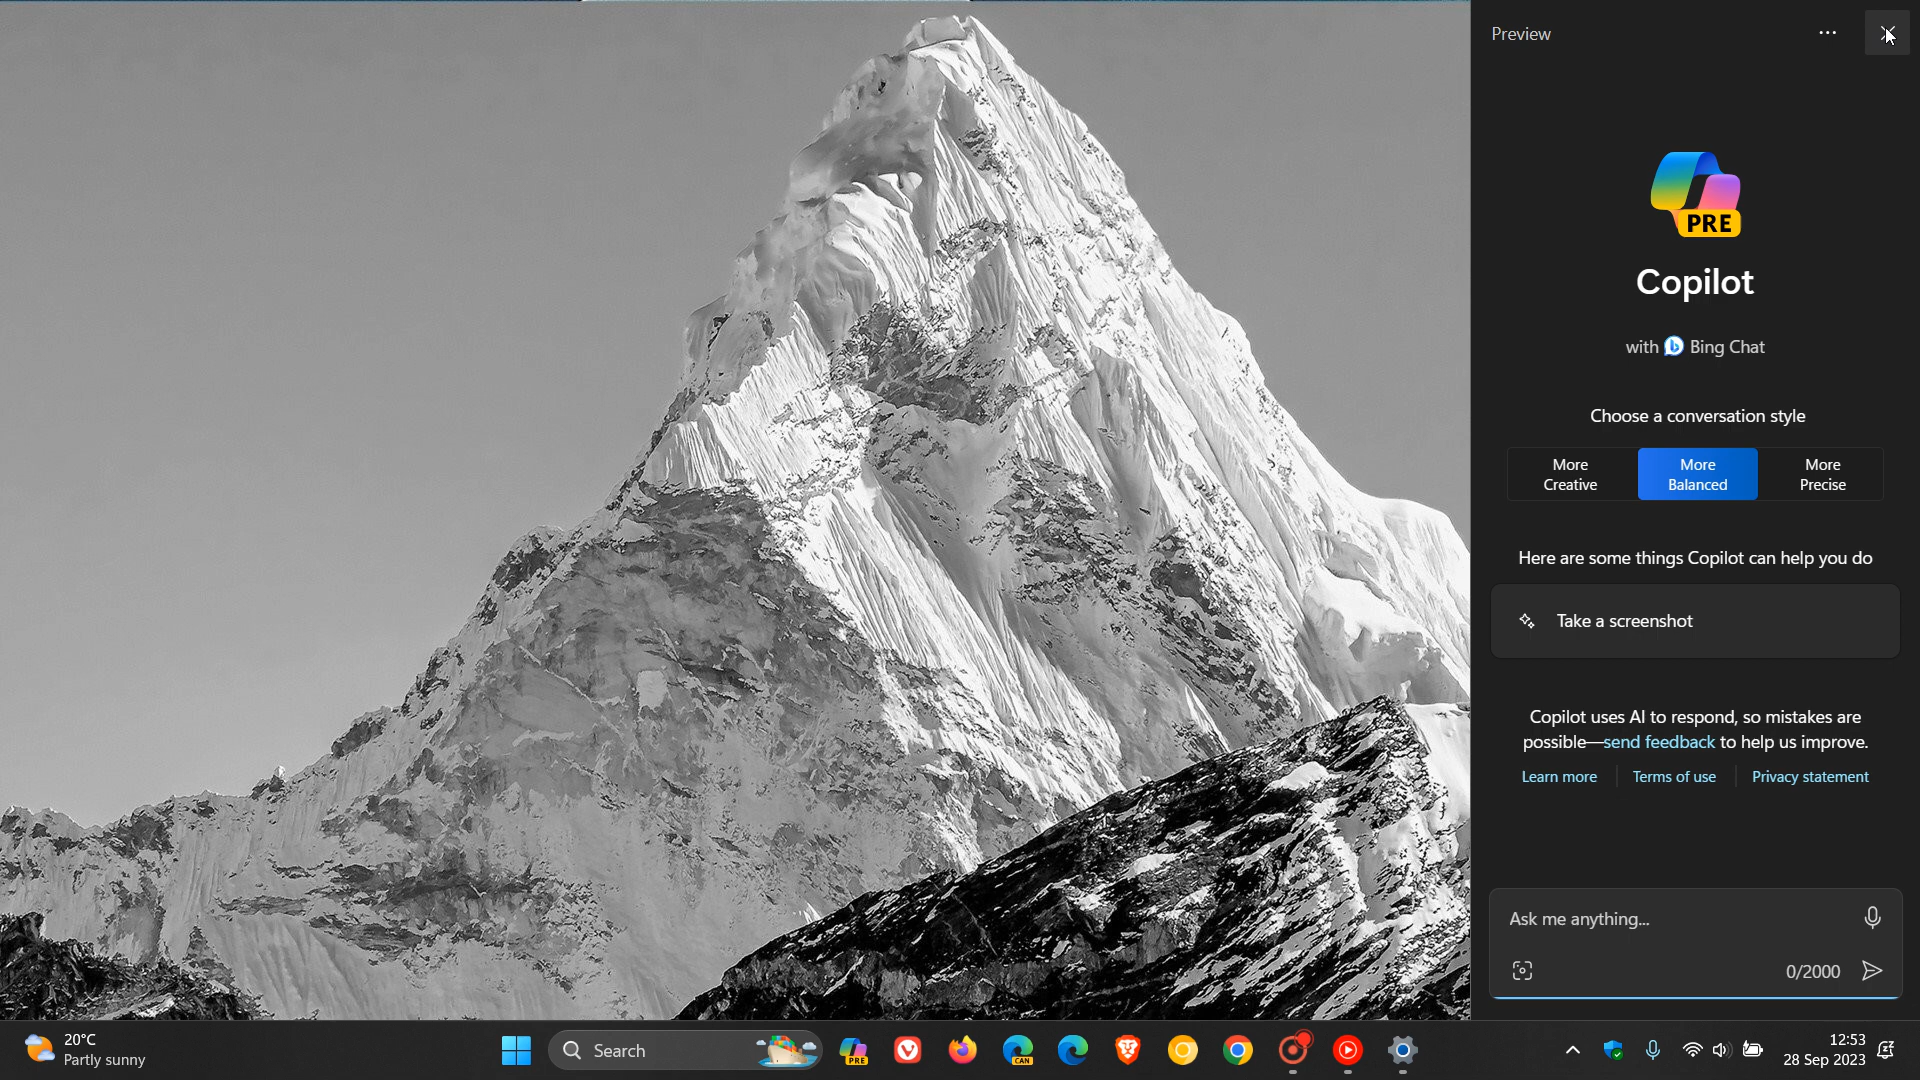 Preview
PRE
Copilot
with Bing Chat
Choose a conversation style
More Creative
More Balanced
More Precise
Here are some things Copilot can help you do
Take a screenshot
Copilot uses AI to respond, so mistakes are
possible—send feedback to help us improve.
Learn more
Terms of use
Privacy statement
Ask me anything...
0/2000
20°C
Partly sunny
Search
PRE
CAN
12:53
28 Sep 2023